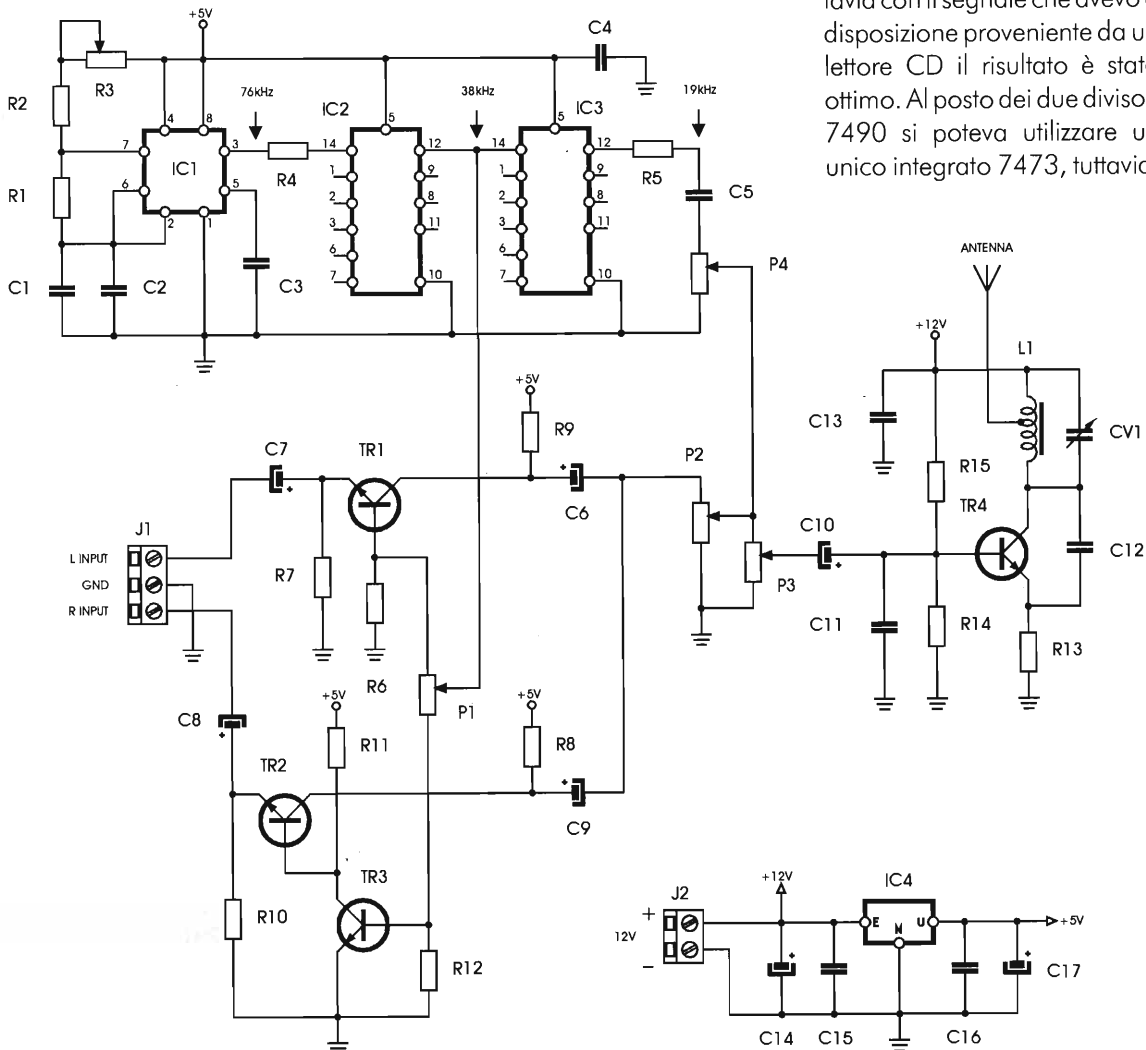 tavia con il segnale che avevo
disposizione proveniente da
lettore CD il risultato è
ottimo. Al posto dei due
7490 si poteva utilizzare
unico integrato 7473,
+5V
C4
R2
R3
76kHz
38kHz
19kHz
IC2
IC3
4
8
5
5
7
3
14
12
14
12
IC1
R4
R5
C5
1
9
1
9
R1
6
5
2
8
2
8
3
11
3
11
P4
2
1
6
6
7
10
7
10
C1
C2
C3
ANTENNA
+12V
L1
C13
CV1
+5V
R9
C7
TR1
P2
R15
C6
TR4
J1
C10
C12
L INPUT
R7
GND
P3
R INPUT
C11
R14
R13
R6
+5V
P1
+5V
C8
R11
R8
TR2
C9
TR3
+12V
IC4
J2
+
E
U
+5V
12V
M
R10
R12
–
C17
C14
C15
C16